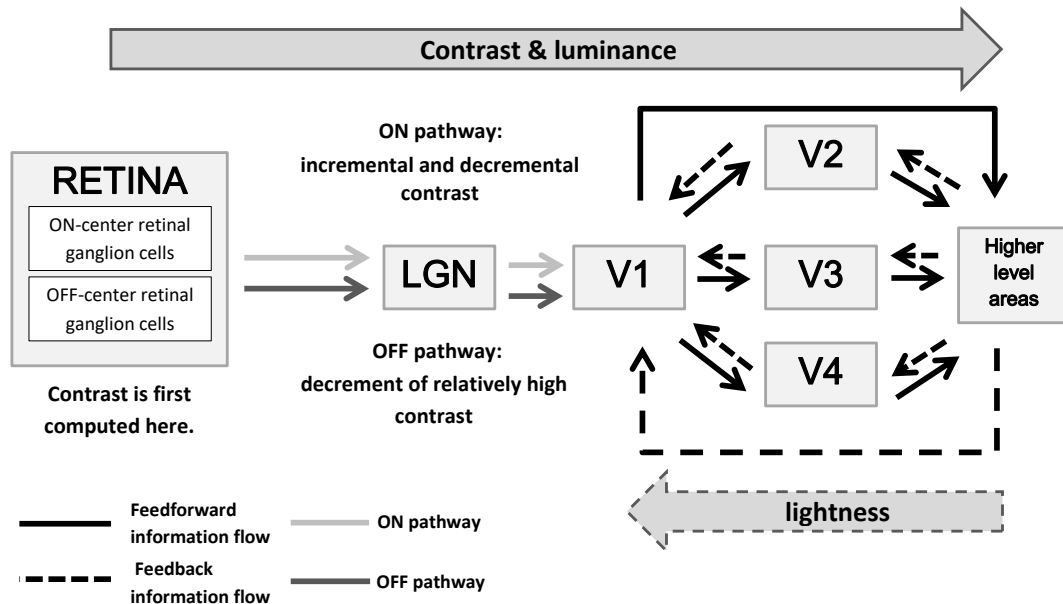 Contrast & luminance
ON pathway:
incremental and decremental
contrast
RETINA
ON-center retinal
ganglion cells
OFF-center retinal
ganglion cells
Contrast is first
computed here.
LGN
V1
V2
V3
V4
Higher
level
areas
OFF pathway:
decrement of relatively high
contrast
lightness
Feedforward
information flow
ON pathway
Feedback
information flow
OFF pathway